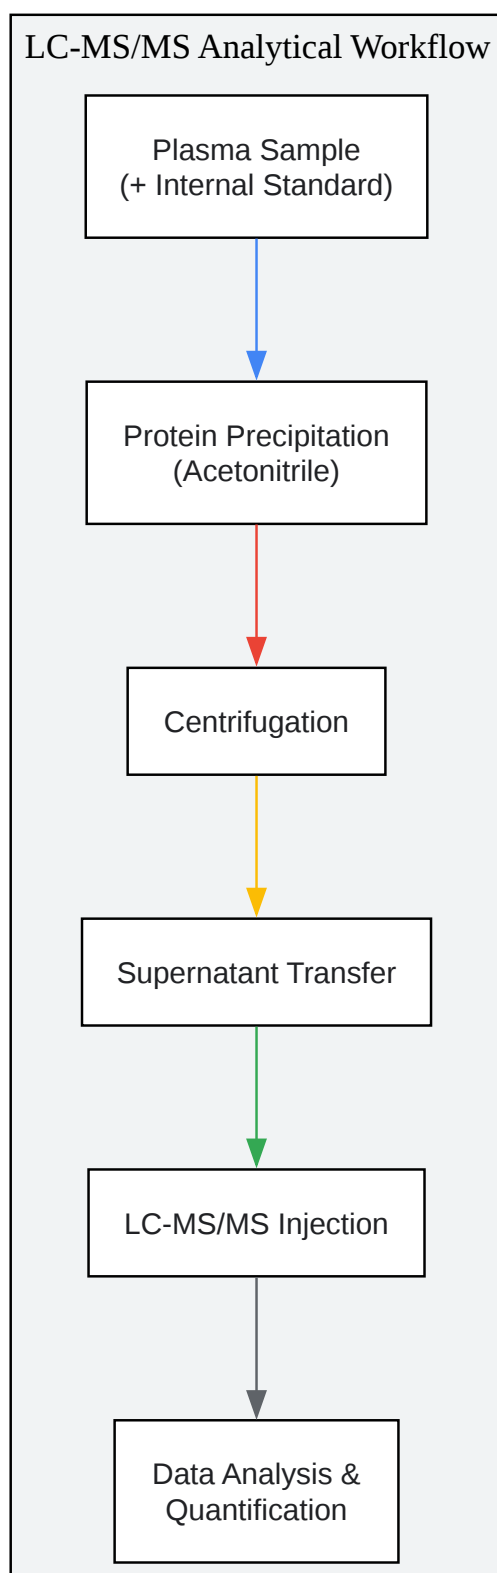 LC-MS/MS Analytical Workflow
Plasma Sample
(+ Internal Standard)
Protein Precipitation
(Acetonitrile)
Centrifugation
Supernatant Transfer
LC-MS/MS Injection
Data Analysis &
Quantification